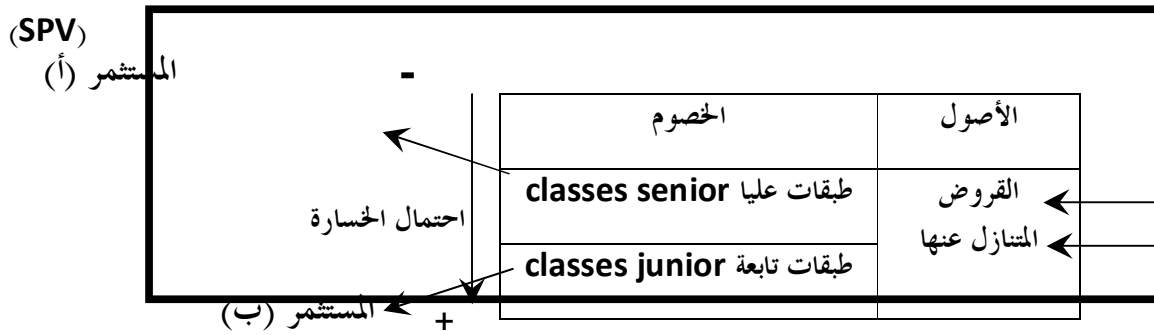 (SPV)
المستثمر (أ)
-
الأصول
الخصوم
القروض
المتنازل عنها
طبقات عليا classes senior
احتمال الخسارة
طبقات تابعة classes junior
المستثمر (ب)
+